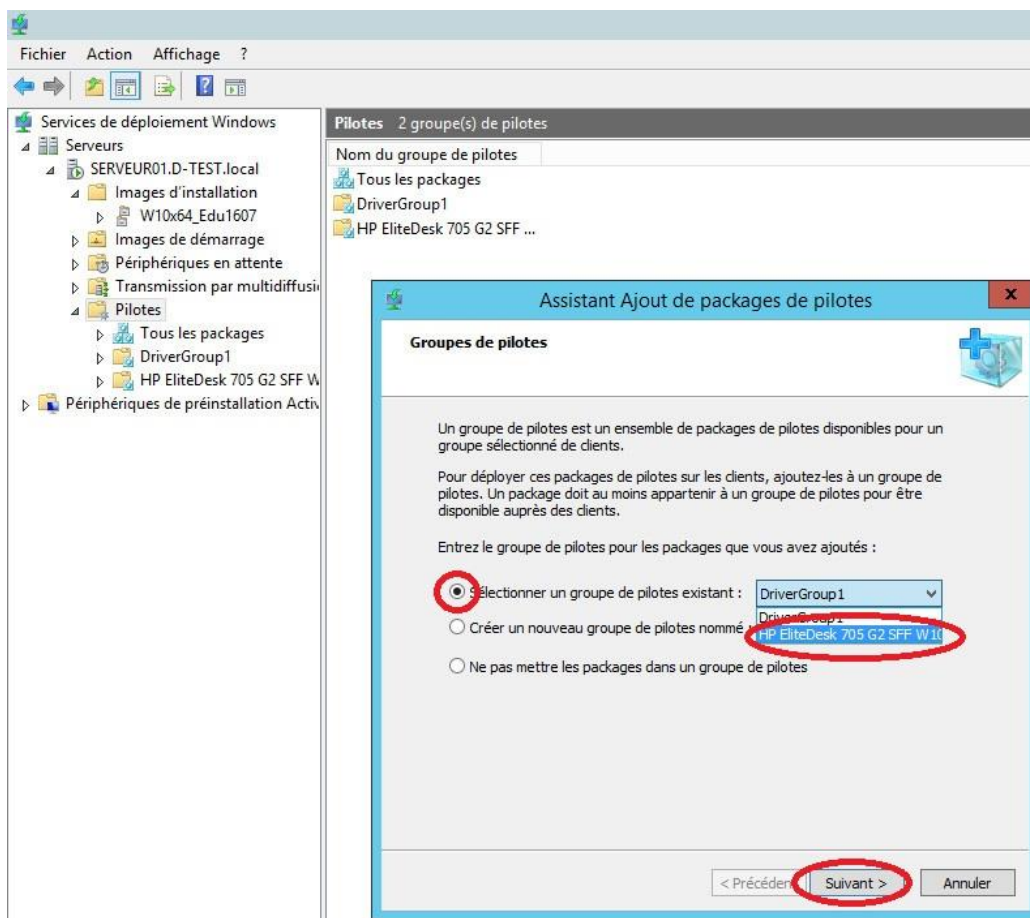 Fichier Action Affichage ?
Services de déploiement Windows
Serveurs
SERVEUR01.D-TEST.local
Images d'installation
W10x64_Edu1607
Images de démarrage
Périphériques en attente
Transmission par multidiffusi
Pilotes
Tous les packages
DriverGroup1
HP EliteDesk 705 G2 SFF W
Périphériques de préinstallation Activ
Pilotes 2 groupe(s) de pilotes
Nom du groupe de pilotes
Tous les packages
DriverGroup1
HP EliteDesk 705 G2 SFF ...
Assistant Ajout de packages de pilotes
x
Groupes de pilotes
Un groupe de pilotes est un ensemble de packages de pilotes disponibles pour un
groupe sélectionné de clients.
Pour déployer ces packages de pilotes sur les clients, ajoutez-les à un groupe de
pilotes. Un package doit au moins appartenir à un groupe de pilotes pour être
disponible auprès des clients.
Entrez le groupe de pilotes pour les packages que vous avez ajoutés :
Sélectionner un groupe de pilotes existant : DriverGroup1
DriverGroup1
Créer un nouveau groupe de pilotes nommé : HP EliteDesk 705 G2 SFF W10
Ne pas mettre les packages dans un groupe de pilotes
< Précéden Suivant > Annuler